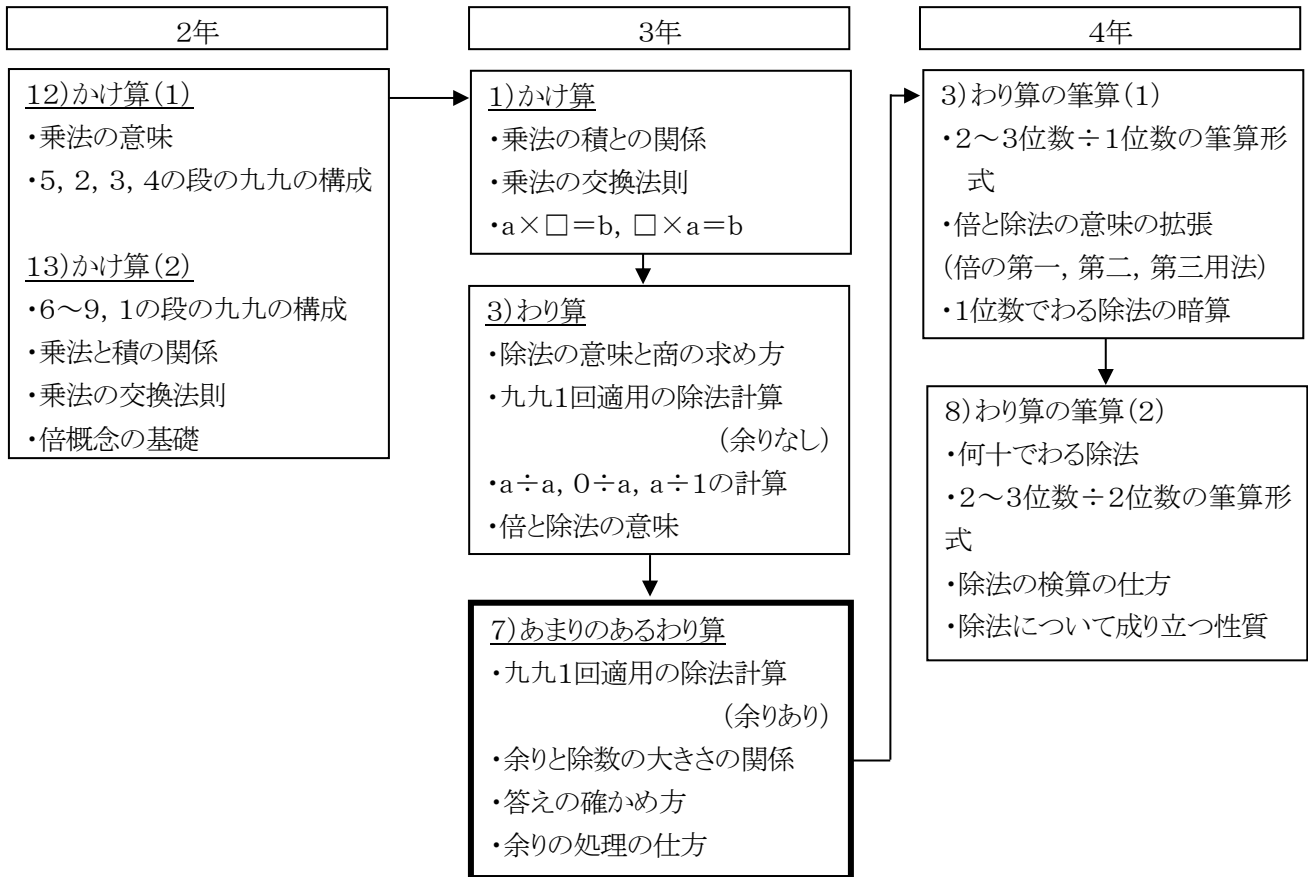 2年
12)かけ算(1)
・乗法の意味
・5, 2, 3, 4の段の九九の構成
13)かけ算(2)
・6～9, 1の段の九九の構成
・乗法と積の関係
・乗法の交換法則
・倍概念の基礎
3年
1)かけ算
・乗法の積との関係
・乗法の交換法則
・a×□=b, □×a=b
3)わり算
・除法の意味と商の求め方
・九九1回適用の除法計算
(余りなし)
・a÷a, 0÷a, a÷1の計算
・倍と除法の意味
7)あまりのあるわり算
・九九1回適用の除法計算
(余りあり)
・余りと除数の大きさの関係
・答えの確かめ方
・余りの処理の仕方
4年
3)わり算の筆算(1)
・2～3位数÷1位数の筆算形
式
・倍と除法の意味の拡張
(倍の第一, 第二, 第三用法)
・1位数でわる除法の暗算
8)わり算の筆算(2)
・何十でわる除法
・2～3位数÷2位数の筆算形
式
・除法の検算の仕方
・除法について成り立つ性質